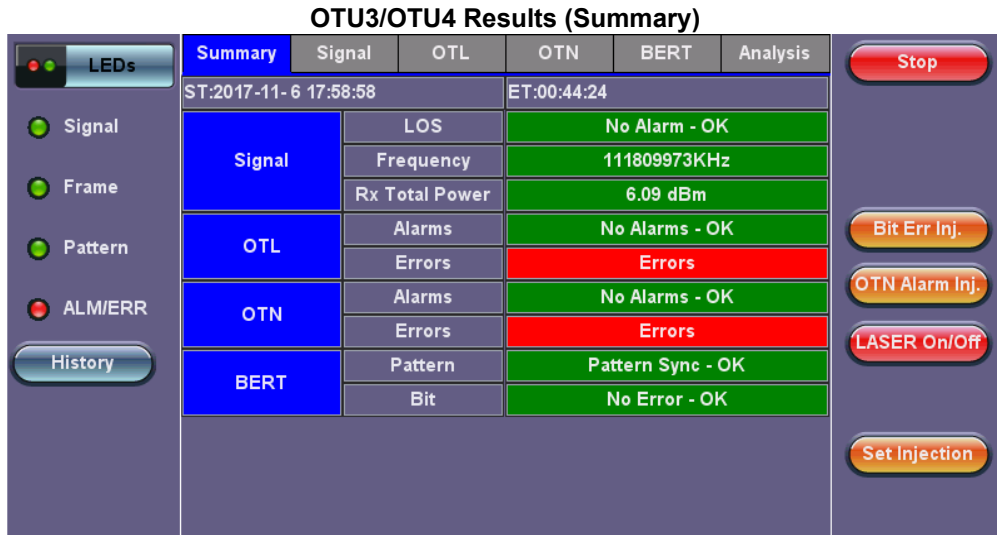 OTU3/OTU4 Results (Summary)
LEDs
Signal
Frame
Pattern
ALM/ERR
History
Summary Signal OTL OTN BERT Analysis
ST:2017-11- 6 17:58:58 ET:00:44:24
Signal
LOS No Alarm - OK
Frequency 111809973KHz
Rx Total Power 6.09 dBm
OTL
Alarms No Alarms - OK
Errors Errors
OTN
Alarms No Alarms - OK
Errors Errors
BERT
Pattern Pattern Sync - OK
Bit No Error - OK
Stop
Bit Err Inj.
OTN Alarm Inj.
LASER On/Off
Set Injection